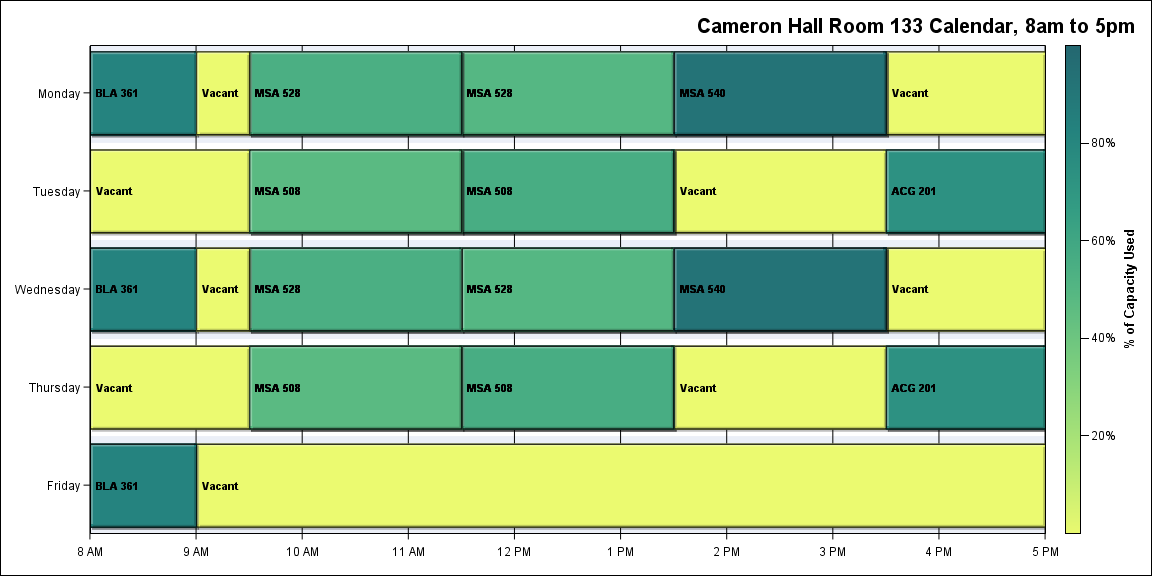 Cameron Hall Room 133 Calendar, 8am to 5pm
Monday
BLA 361
Vacant
MSA 528
MSA 528
MSA 540
Vacant
Tuesday
Vacant
MSA 508
MSA 508
Vacant
ACG 201
Wednesday
BLA 361
Vacant
MSA 528
MSA 528
MSA 540
Vacant
Thursday
Vacant
MSA 508
MSA 508
Vacant
ACG 201
Friday
BLA 361
Vacant
8 AM
9 AM
10 AM
11 AM
12 PM
1 PM
2 PM
3 PM
4 PM
5 PM
80%
60%
40%
20%
% of Capacity Used